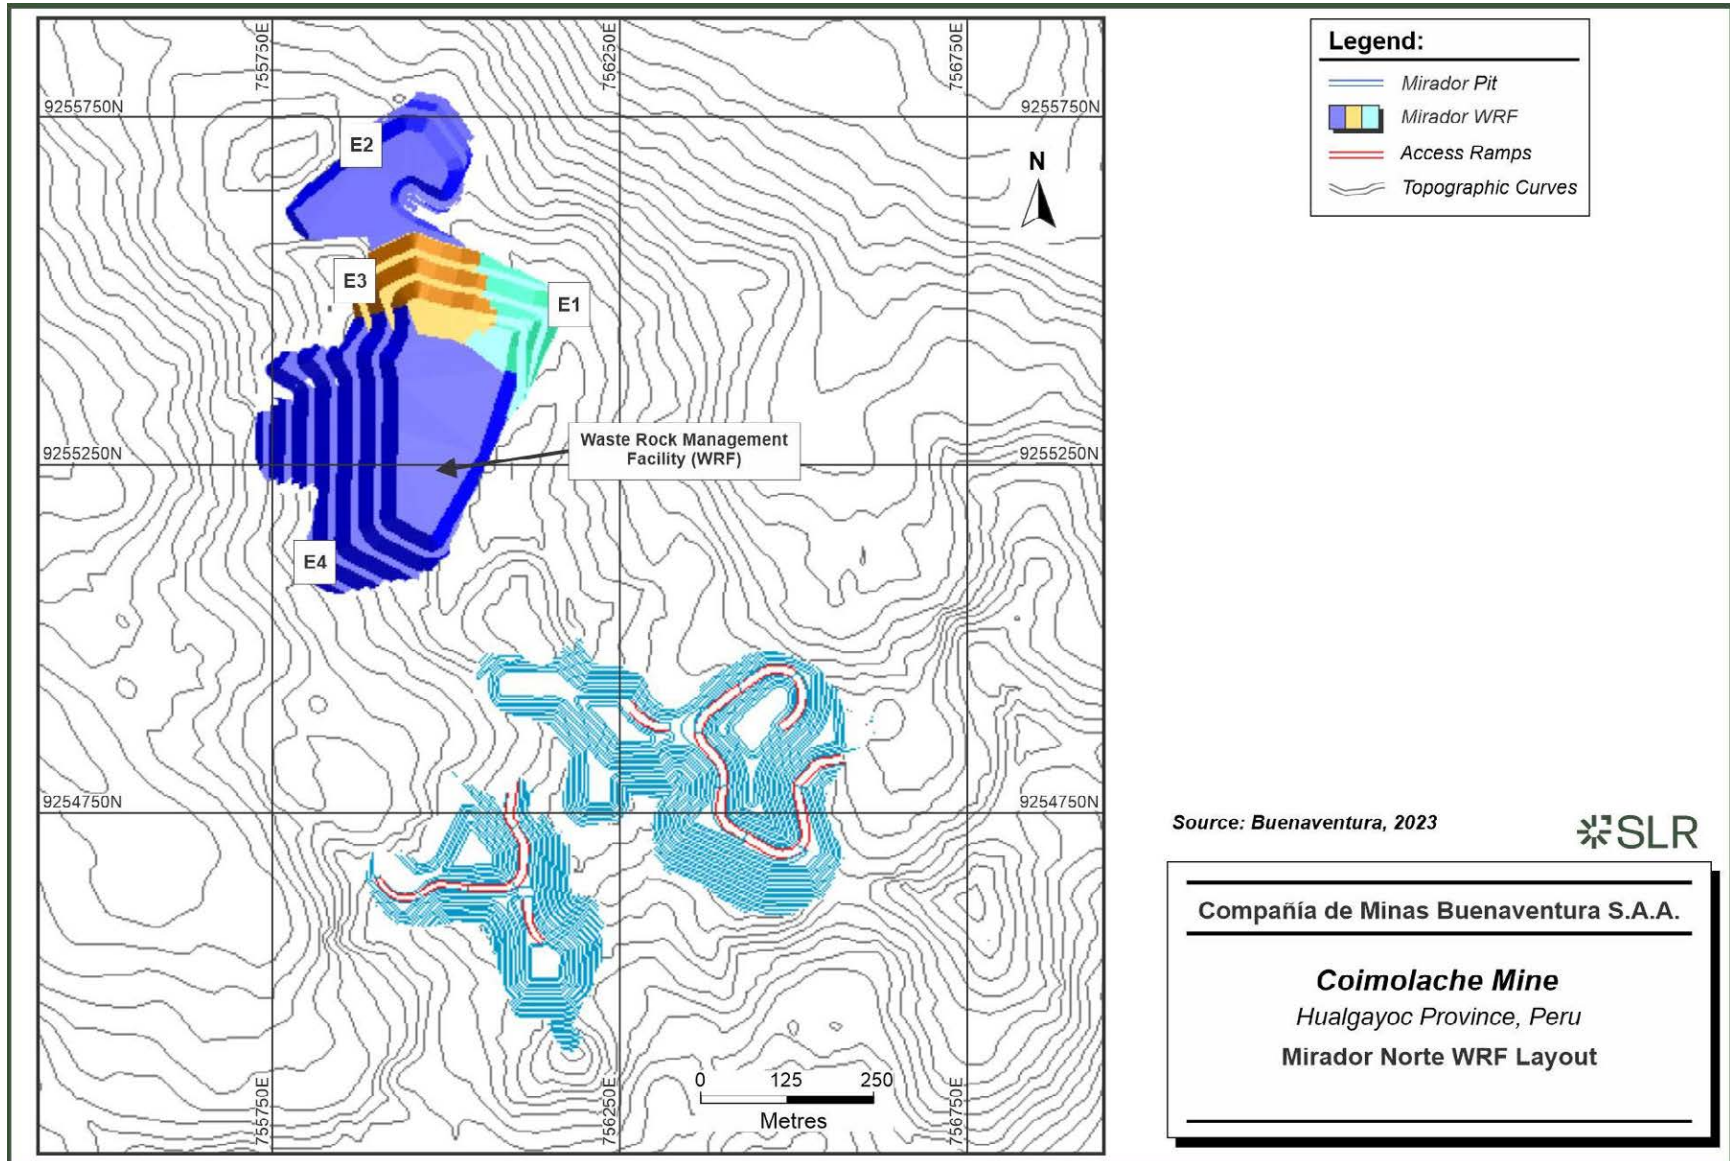 755750E
756250E
756750E
9255750N
9255750N
E2
N
E3
E1
Waste Rock Management
Facility (WRF)
9255250N
9255250N
E4
9254750N
9254750N
0 125 250
Metres
755750E
756250E
756750E
Legend:
Mirador Pit
Mirador WRF
Access Ramps
Topographic Curves
Source: Buenaventura, 2023
SLR
Compañía de Minas Buenaventura S.A.A.
Coimolache Mine
Hualgayoc Province, Peru
Mirador Norte WRF Layout